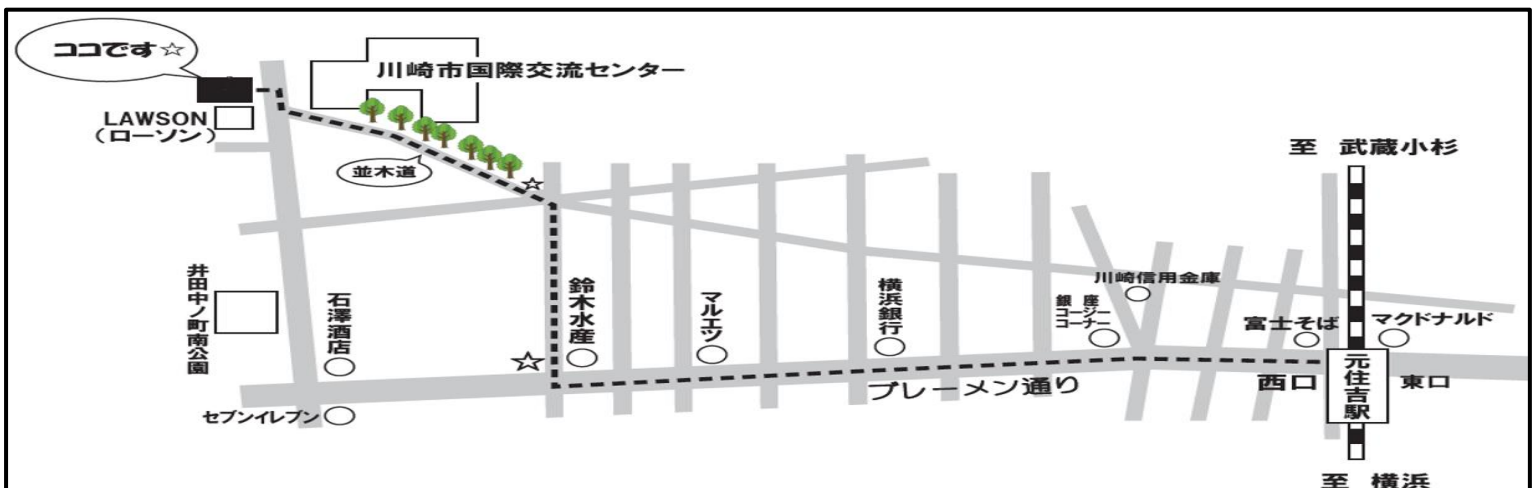 ココです☆
川崎市国際交流センター
LAWSON
(ローソン)
並木道
至 武蔵小杉
井田中ノ町南公園
石澤酒店
鈴木水産
マルエツ
横浜銀行
銀座
コージー
コーナー
川崎信用金庫
富士そば
マクドナルド
セブンイレブン
ブレーメン通り
西口
元住吉駅
東口
至 横浜